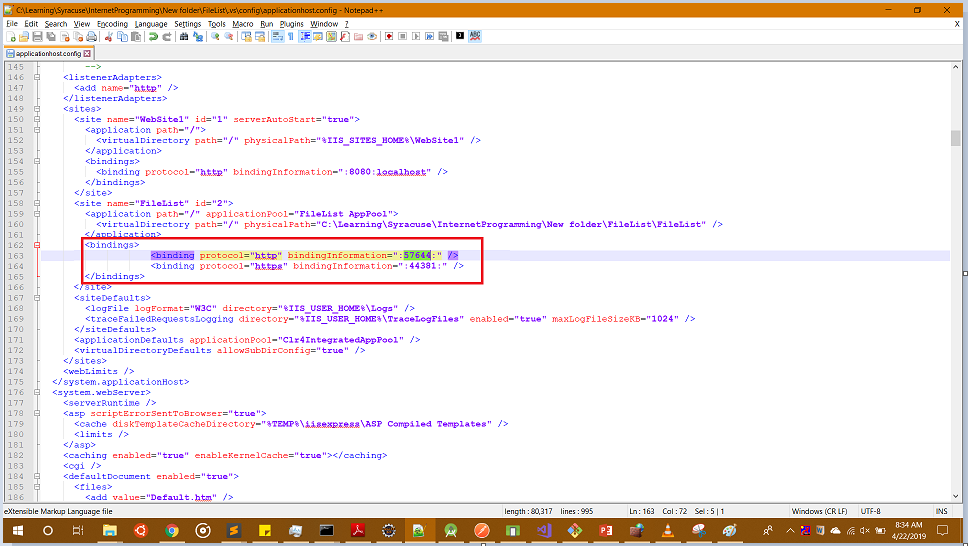 C:\Learning\Syracuse\InternetProgramming\New folder\FileList\.vs\config\applicationhost.config - Notepad++
File Edit Search View Encoding Language Settings Tools Macro Run Plugins Window ? X
applicationhost.config
145 -->
146 <listenerAdapters>
147 <add name="http" />
148 </listenerAdapters>
149 <sites>
150 <site name="WebSite1" id="1" serverAutoStart="true">
151 <application path="/">
152 <virtualDirectory path="/" physicalPath="%IIS_SITES_HOME%\WebSite1" />
153 </application>
154 <bindings>
155 <binding protocol="http" bindingInformation=":8080:localhost" />
156 </bindings>
157 </site>
158 <site name="FileList" id="2">
159 <application path="/" applicationPool="FileList AppPool">
160 <virtualDirectory path="/" physicalPath="C:\Learning\Syracuse\InternetProgramming\New folder\FileList\FileList" />
161 </application>
162 <bindings>
163 <binding protocol="http" bindingInformation=":57644:" />
164 <binding protocol="https" bindingInformation=":44381:" />
165 </bindings>
166 </site>
167 <siteDefaults>
168 <logFile logFormat="W3C" directory="%IIS_USER_HOME%\Logs" />
169 <traceFailedRequestsLogging directory="%IIS_USER_HOME%\TraceLogFiles" enabled="true" maxLogFileSizeKB="1024" />
170 </siteDefaults>
171 <applicationDefaults applicationPool="Clr4IntegratedAppPool" />
172 <virtualDirectoryDefaults allowSubDirConfig="true" />
173 </sites>
174 <webLimits />
175 </system.applicationHost>
176 <system.webServer>
177 <serverRuntime />
178 <asp scriptErrorSentToBrowser="true">
179 <cache diskTemplateCacheDirectory="%TEMP%\iisexpress\ASP Compiled Templates" />
180 <limits />
181 </asp>
182 <caching enabled="true" enableKernelCache="true"></caching>
183 <cgi />
184 <defaultDocument enabled="true">
185 <files>
186 <add value="Default.htm" />
eXtensible Markup Language file length : 80,317 lines : 995 Ln : 163 Col : 72 Sel : 5 | 1 Windows (CR LF) UTF-8 INS
8:34 AM
4/22/2019